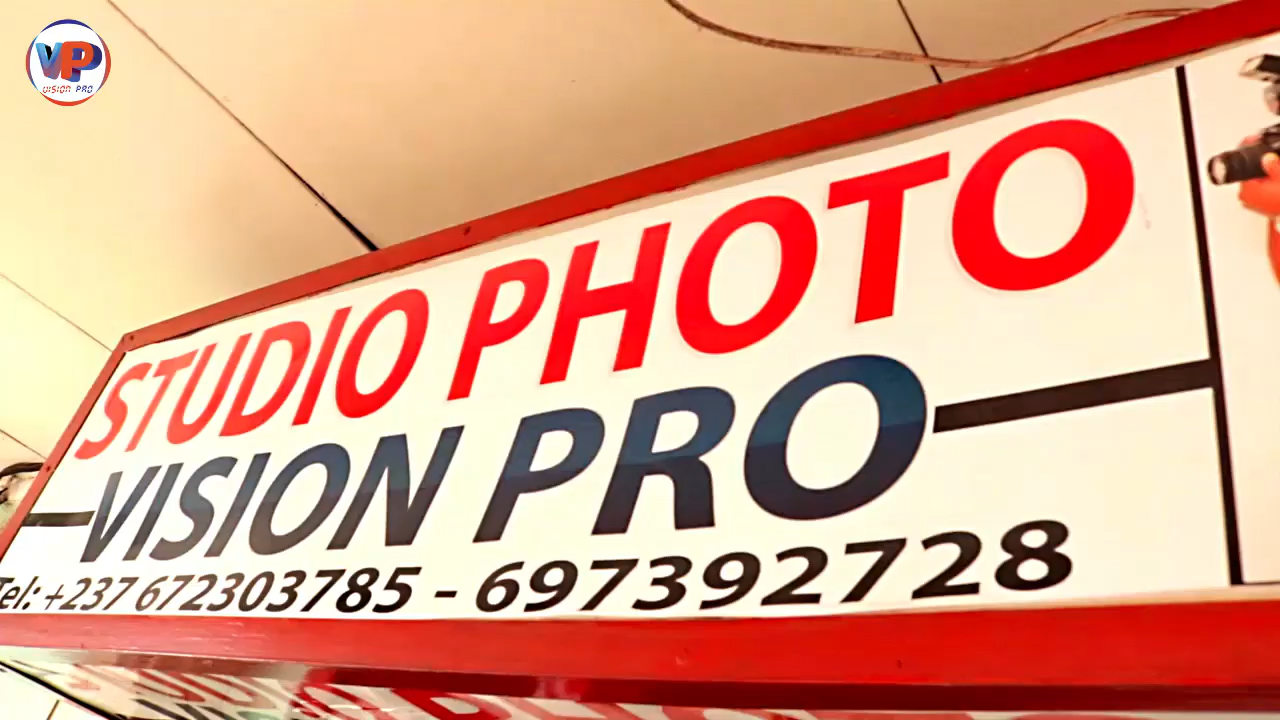 VP
VISION PRO
STUDIO PHOTO
VISION PRO
Tel: +237 672303785 - 697392728